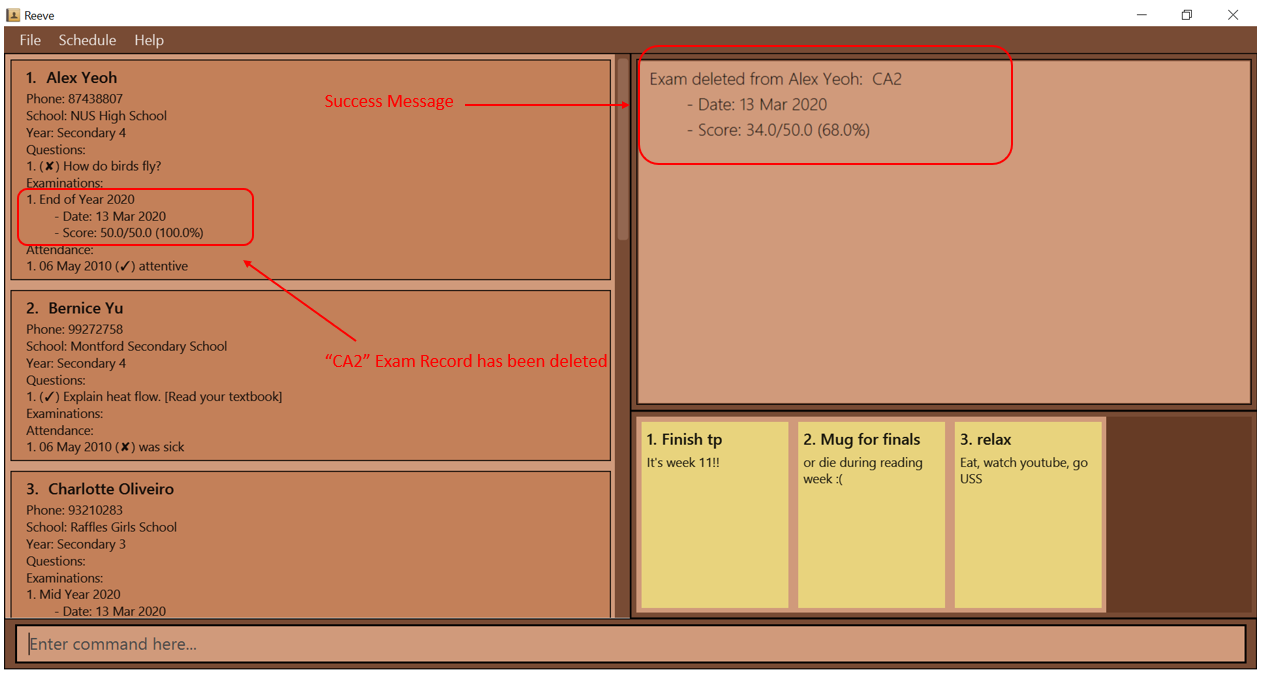 Reeve
File Schedule Help
1. Alex Yeoh
Phone: 87438807
School: NUS High School
Year: Secondary 4
Questions:
1. (✘) How do birds fly?
Examinations:
1. End of Year 2020
- Date: 13 Mar 2020
- Score: 50.0/50.0 (100.0%)
Attendance:
1. 06 May 2010 (✓) attentive
2. Bernice Yu
Phone: 99272758
School: Montford Secondary School
Year: Secondary 4
Questions:
1. (✓) Explain heat flow. [Read your textbook]
Examinations:
Attendance:
1. 06 May 2010 (✘) was sick
3. Charlotte Oliveiro
Phone: 93210283
School: Raffles Girls School
Year: Secondary 3
Questions:
Examinations:
1. Mid Year 2020
- Date: 13 Mar 2020
Success Message
“CA2” Exam Record has been deleted
Exam deleted from Alex Yeoh: CA2
- Date: 13 Mar 2020
- Score: 34.0/50.0 (68.0%)
1. Finish tp
It's week 11!!
2. Mug for finals
or die during reading
week :(
3. relax
Eat, watch youtube, go
USS
Enter command here...